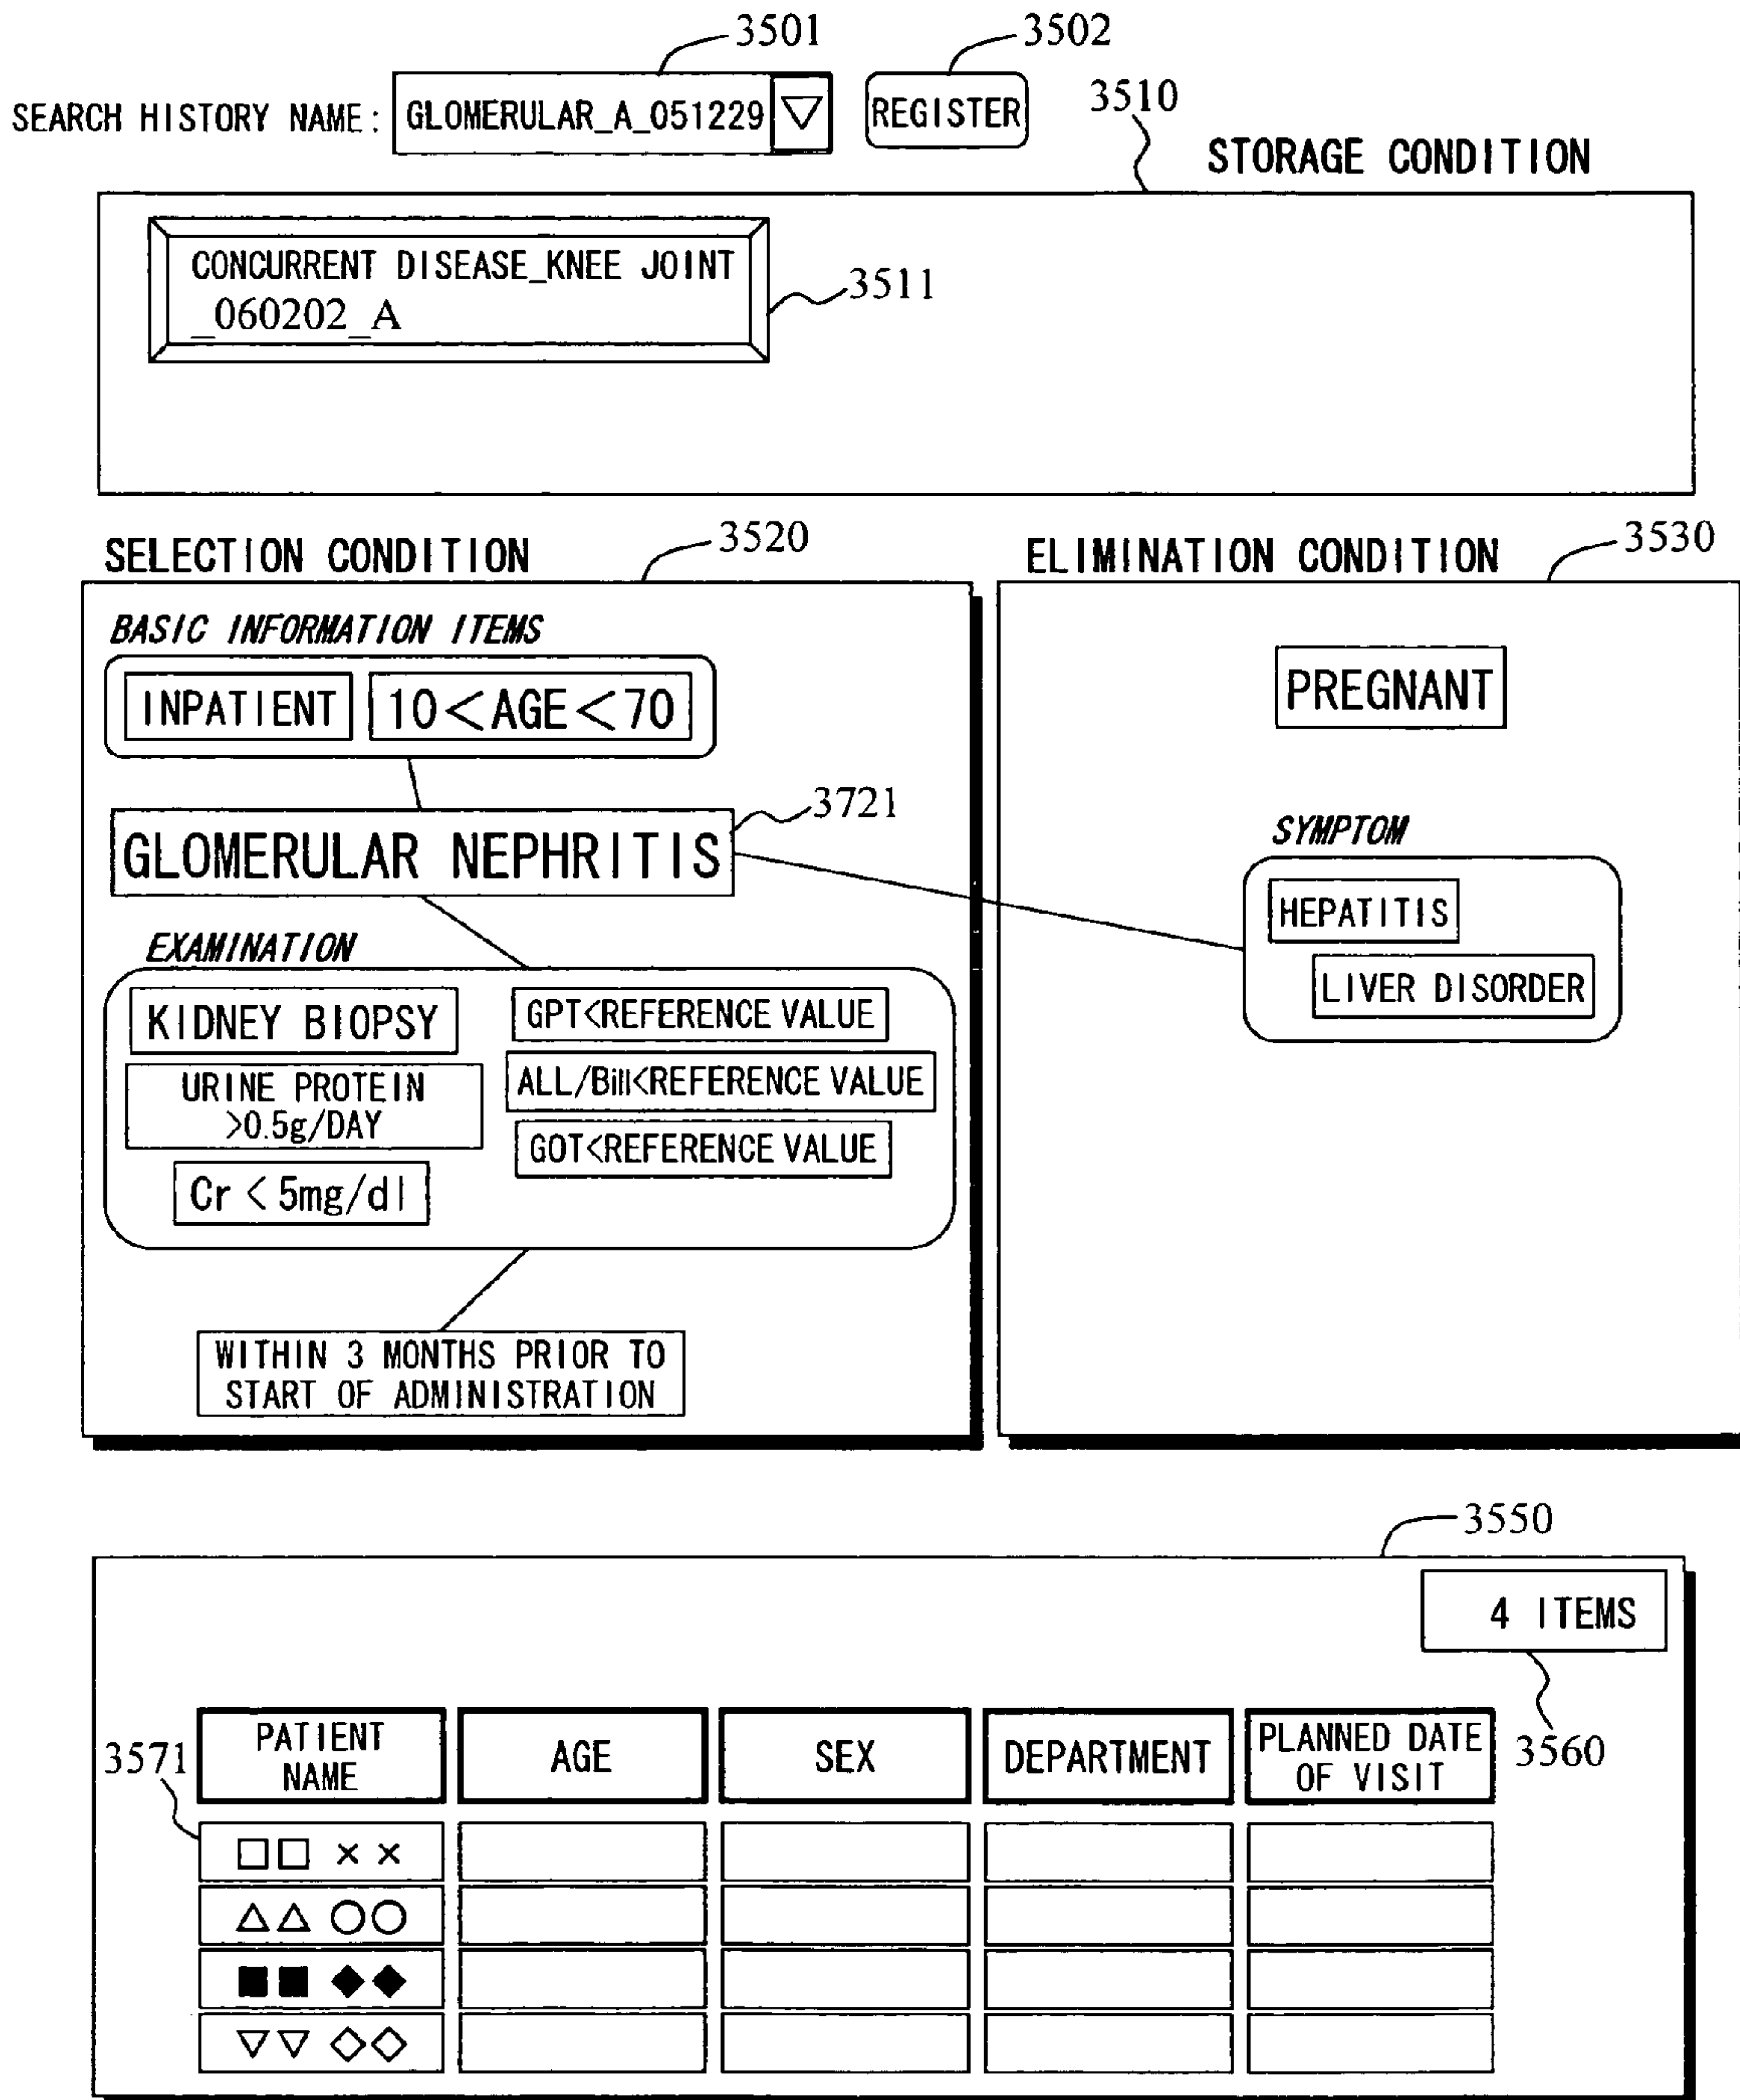 3501
3502
SEARCH HISTORY NAME: GLOMERULAR_A_051229 ▽ REGISTER
3510
STORAGE CONDITION
CONCURRENT DISEASE_KNEE JOINT
_060202_A
3511
SELECTION CONDITION
3520
ELIMINATION CONDITION
3530
BASIC INFORMATION ITEMS
INPATIENT
10<AGE<70
PREGNANT
3721
GLOMERULAR NEPHRITIS
SYMPTOM
HEPATITIS
LIVER DISORDER
EXAMINATION
KIDNEY BIOPSY
GPT<REFERENCE VALUE
URINE PROTEIN
>0.5g/DAY
ALL/Bill<REFERENCE VALUE
GOT<REFERENCE VALUE
Cr < 5mg/dl
WITHIN 3 MONTHS PRIOR TO
START OF ADMINISTRATION
3550
4 ITEMS
3560
3571
PATIENT
NAME
AGE
SEX
DEPARTMENT
PLANNED DATE
OF VISIT
□□ ××
△△ ○○
■■ ◆◆
▽▽ ◇◇